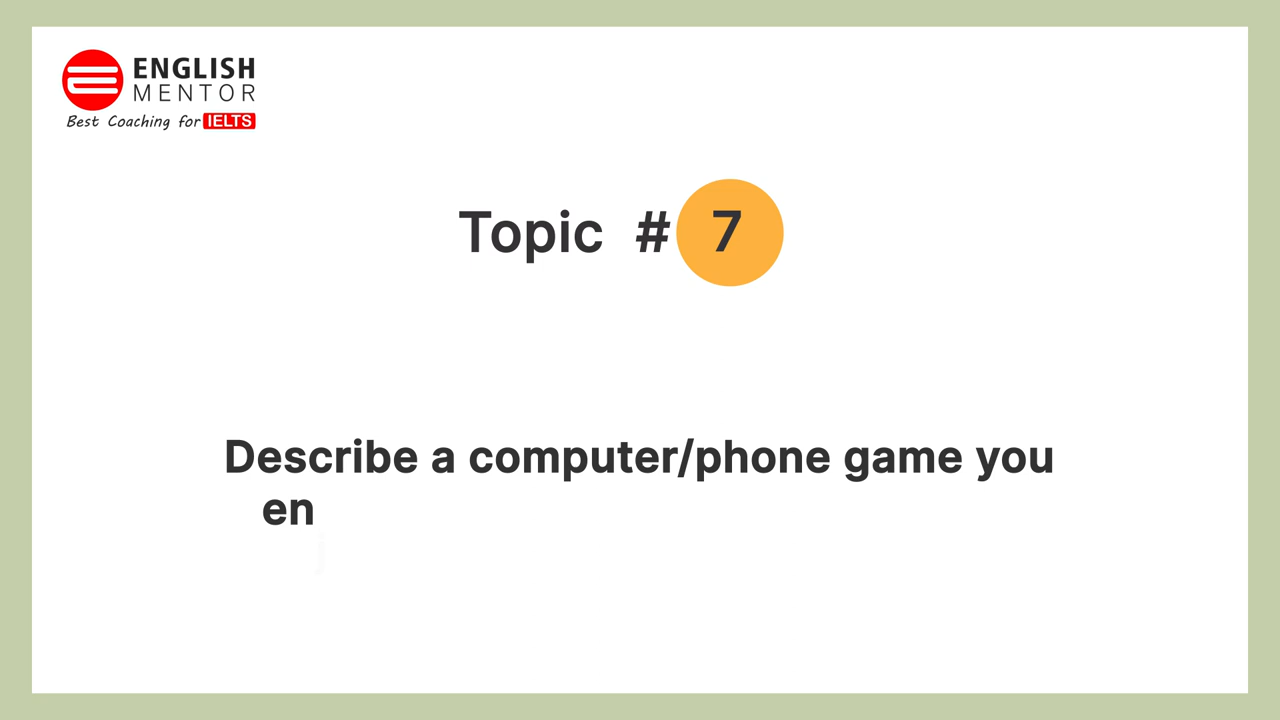 ENGLISH
MENTOR
Best Coaching for IELTS
Topic # 7
Describe a computer/phone game you
en